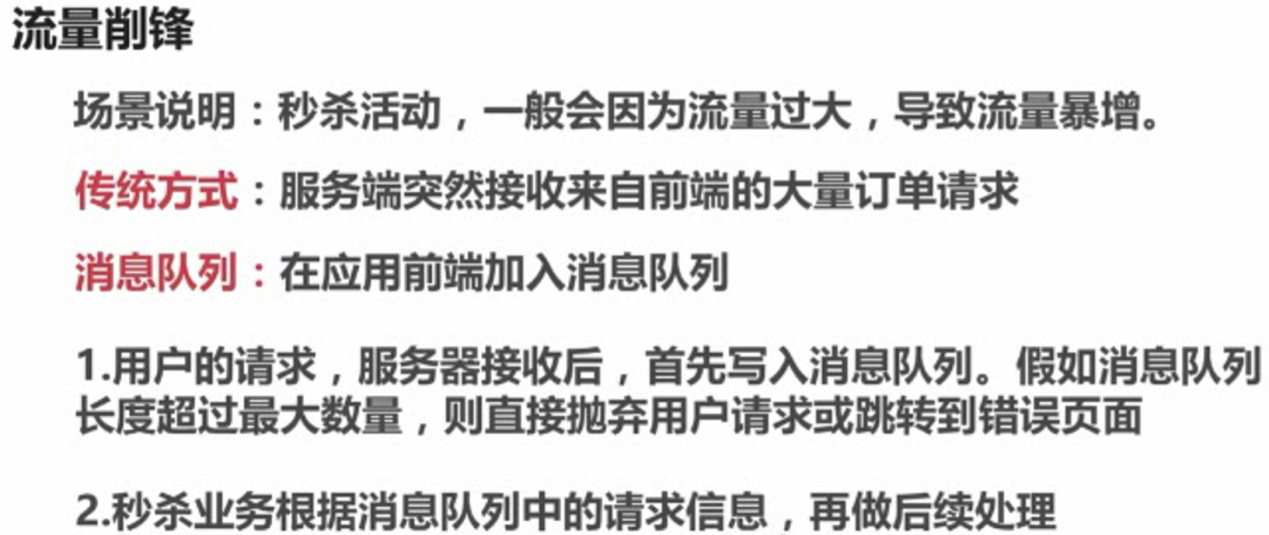 流量削锋
场景说明：秒杀活动，一般会因为流量过大，导致流量暴增。
传统方式：服务端突然接收来自前端的大量订单请求
消息队列：在应用前端加入消息队列
1.用户的请求，服务器接收后，首先写入消息队列。假如消息队列
长度超过最大数量，则直接抛弃用户请求或跳转到错误页面
2.秒杀业务根据消息队列中的请求信息，再做后续处理